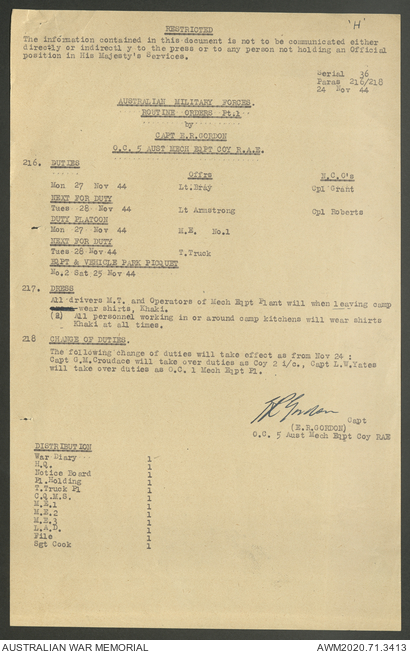 'H'
RESTRICTED
The information contained in this document is not to be communicated either
directly or indirectly to the press or to any person not holding an Official
position in His Majesty's Services.
Serial 36
Paras 216/218
24 Nov 44
AUSTRALIAN MILITARY FORCES.
ROUTINE ORDERS Pt.1
by
CAPT E.R.GORDON
O.C. 5 AUST MECH EQPT COY R.A.E.
216. DUTIES
Offrs N.C.O's
Mon 27 Nov 44 Lt.Bray Cpl Grant
NEXT FOR DUTY
Tues 28 Nov 44 Lt Armstrong Cpl Roberts
DUTY PLATOON
Mon 27 Nov 44 M.E. No.1
NEXT FOR DUTY
Tues 28 Nov 44 T.Truck
EQPT & VEHICLE PARK PICQUET
No.2 Sat 25 Nov 44
217. DRESS
All drivers M.T. and Operators of Mech Eqpt Plant will when leaving camp
wear shirts, Khaki.
(a) All personnel working in or around camp kitchens will wear shirts
Khaki at all times.
218 CHANGE OF DUTIES.
The following change of duties will take effect as from Nov 24 :
Capt G.M.Croudace will take over duties as Coy 2 i/c., Capt L.W.Yates
will take over duties as O.C. 1 Mech Eqpt Pl.
ER Gordon Capt
(E.R.GORDON)
O.C. 5 Aust Mech Eqpt Coy RAE
DISTRIBUTION
War Diary 1
H.Q. 1
Notice Board 1
Pl.Holding 1
T.Truck Pl 1
C.Q.M.S. 1
M.E.1 1
M.E.2 1
M.E.3 1
L.A.D. 1
File 1
Sgt Cook 1
AUSTRALIAN WAR MEMORIAL AWM2020.71.3413